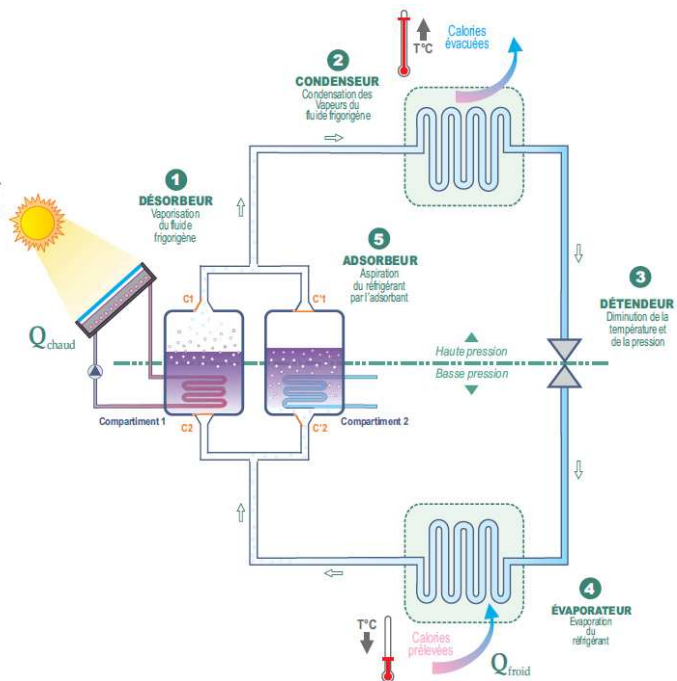 T°C
Calories
évacuées
2
CONDENSEUR
Condensation des
Vapeurs du
fluide frigorigène
1
DÉSORBEUR
Vaporisation
du fluide
frigorigène
5
ADSORBEUR
Aspiration
du réfrigérant
par l'adsorbant
3
DÉTENDEUR
Diminution de la
température et
de la pression
C1
C'1
Qchaud
Haute pression
Basse pression
Compartiment 1
C2
C'2
Compartiment 2
4
ÉVAPORATEUR
Evaporation
du
réfrigérant
T°C
Calories
prélevées
Qfroid